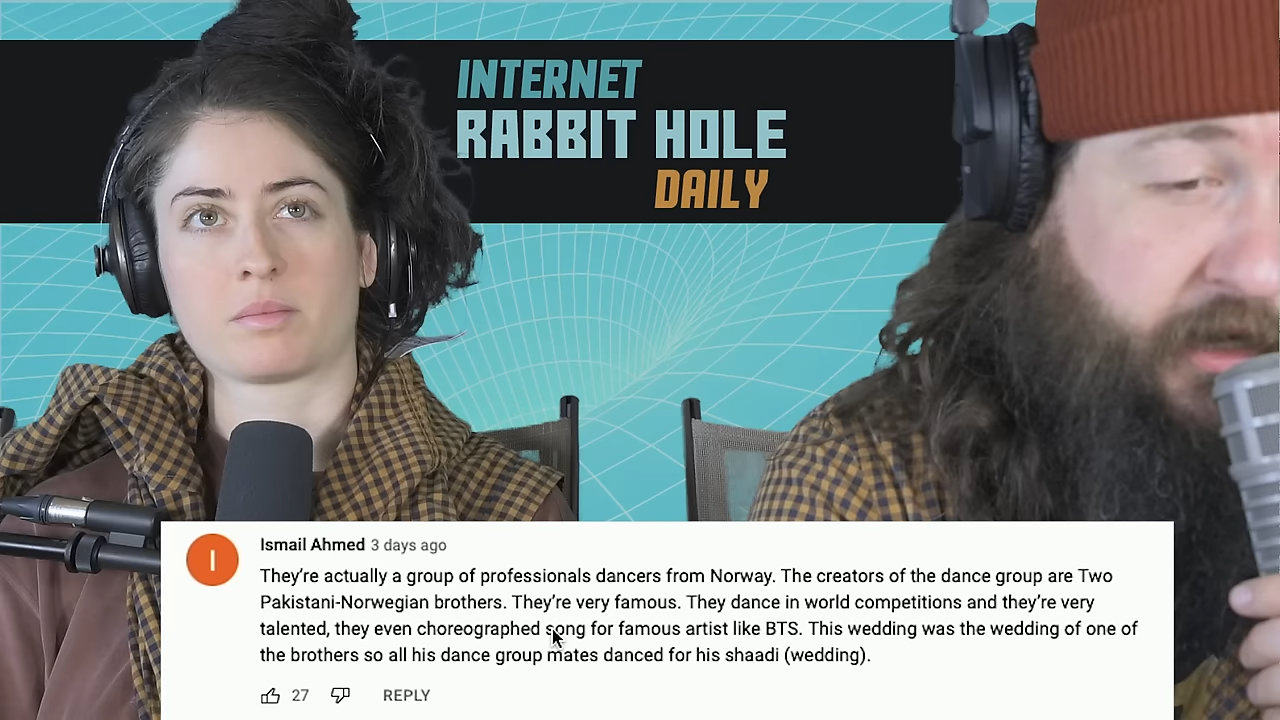 INTERNET
RABBIT HOLE
DAILY
I
Ismail Ahmed 3 days ago
They’re actually a group of professionals dancers from Norway. The creators of the dance group are Two
Pakistani-Norwegian brothers. They’re very famous. They dance in world competitions and they’re very
talented, they even choreographed song for famous artist like BTS. This wedding was the wedding of one of
the brothers so all his dance group mates danced for his shaadi (wedding).
27 REPLY